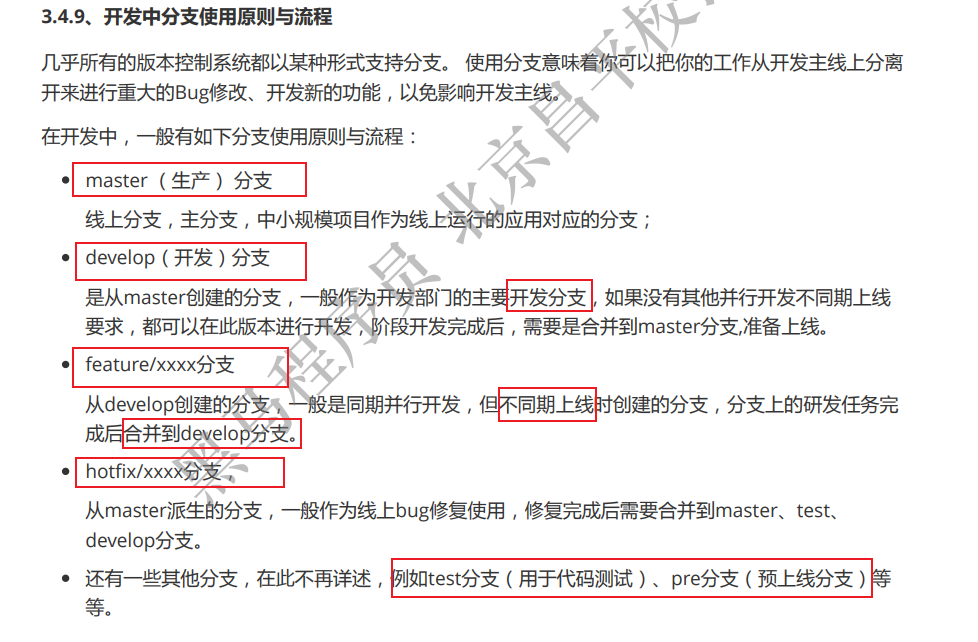 3.4.9、开发中分支使用原则与流程
几乎所有的版本控制系统都以某种形式支持分支。 使用分支意味着你可以把你的工作从开发主线上分离
开来进行重大的Bug修改、开发新的功能，以免影响开发主线。
在开发中，一般有如下分支使用原则与流程：
master （生产） 分支
线上分支，主分支，中小规模项目作为线上运行的应用对应的分支；
develop（开发）分支
是从master创建的分支，一般作为开发部门的主要开发分支，如果没有其他并行开发不同期上线
要求，都可以在此版本进行开发，阶段开发完成后，需要是合并到master分支,准备上线。
feature/xxxx分支
从develop创建的分支，一般是同期并行开发，但不同期上线时创建的分支，分支上的研发任务完
成后合并到develop分支。
hotfix/xxxx分支，
从master派生的分支，一般作为线上bug修复使用，修复完成后需要合并到master、test、
develop分支。
还有一些其他分支，在此不再详述，例如test分支（用于代码测试）、pre分支（预上线分支）等
等。
黑马程序员 北京昌平校